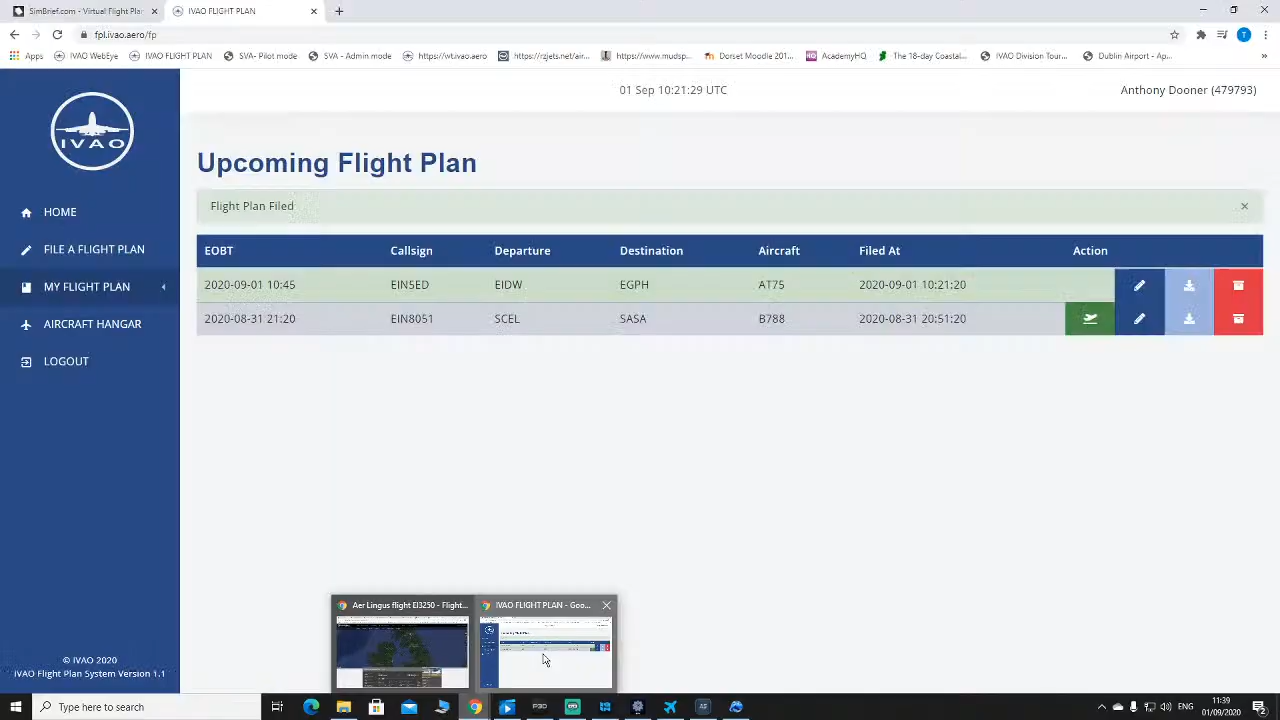 SimBrief.com - Virtual Flight Pla
IVAO FLIGHT PLAN
fpl.ivao.aero/fp
T
Apps
IVAO WebEye
IVAO FLIGHT PLAN
SVA- Pilot mode
SVA - Admin mode
https://wt.ivao.aero
https://rzjets.net/air...
https://www.mudsp...
Dorset Moodle 201...
HQ AcademyHQ
The 18-day Coastal...
IVAO Division Tour...
Dublin Airport - Ap...
»
01 Sep 10:21:29 UTC
Anthony Dooner (479793)
IVAO
HOME
FILE A FLIGHT PLAN
MY FLIGHT PLAN
AIRCRAFT HANGAR
LOGOUT
Upcoming Flight Plan
Flight Plan Filed
EOBT Callsign Departure Destination Aircraft Filed At Action
2020-09-01 10:45 EIN5ED EIDW EGPH AT75 2020-09-01 10:21:20
2020-08-31 21:20 EIN8051 SCEL SASA B788 2020-08-31 20:51:20
Aer Lingus flight EI3250 - Flight...
IVAO FLIGHT PLAN - Goo...
© IVAO 2020
IVAO Flight Plan System Version 1.1
Type here to search
P3D
ENG
11:39
01/09/2020